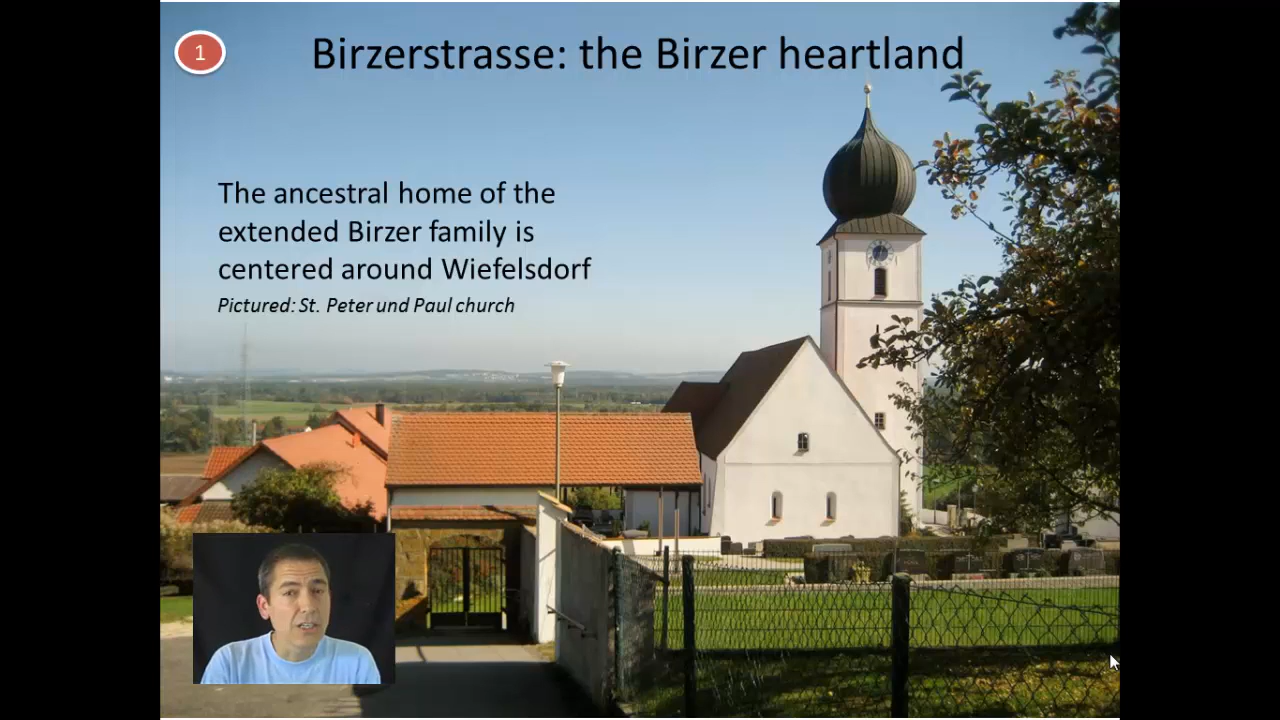 1
Birzerstrasse: the Birzer heartland
The ancestral home of the
extended Birzer family is
centered around Wiefelsdorf
Pictured: St. Peter und Paul church